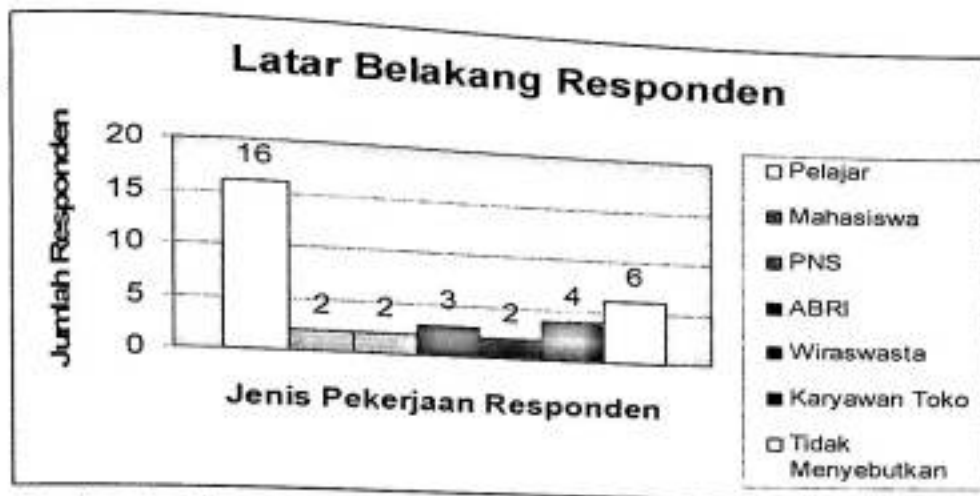 Latar Belakang Responden
Jumlah Responden
20
15
10
5
0
16
2
2
3
2
4
6
Jenis Pekerjaan Responden
Pelajar
Mahasiswa
PNS
ABRI
Wiraswasta
Karyawan Toko
Tidak
Menyebutkan